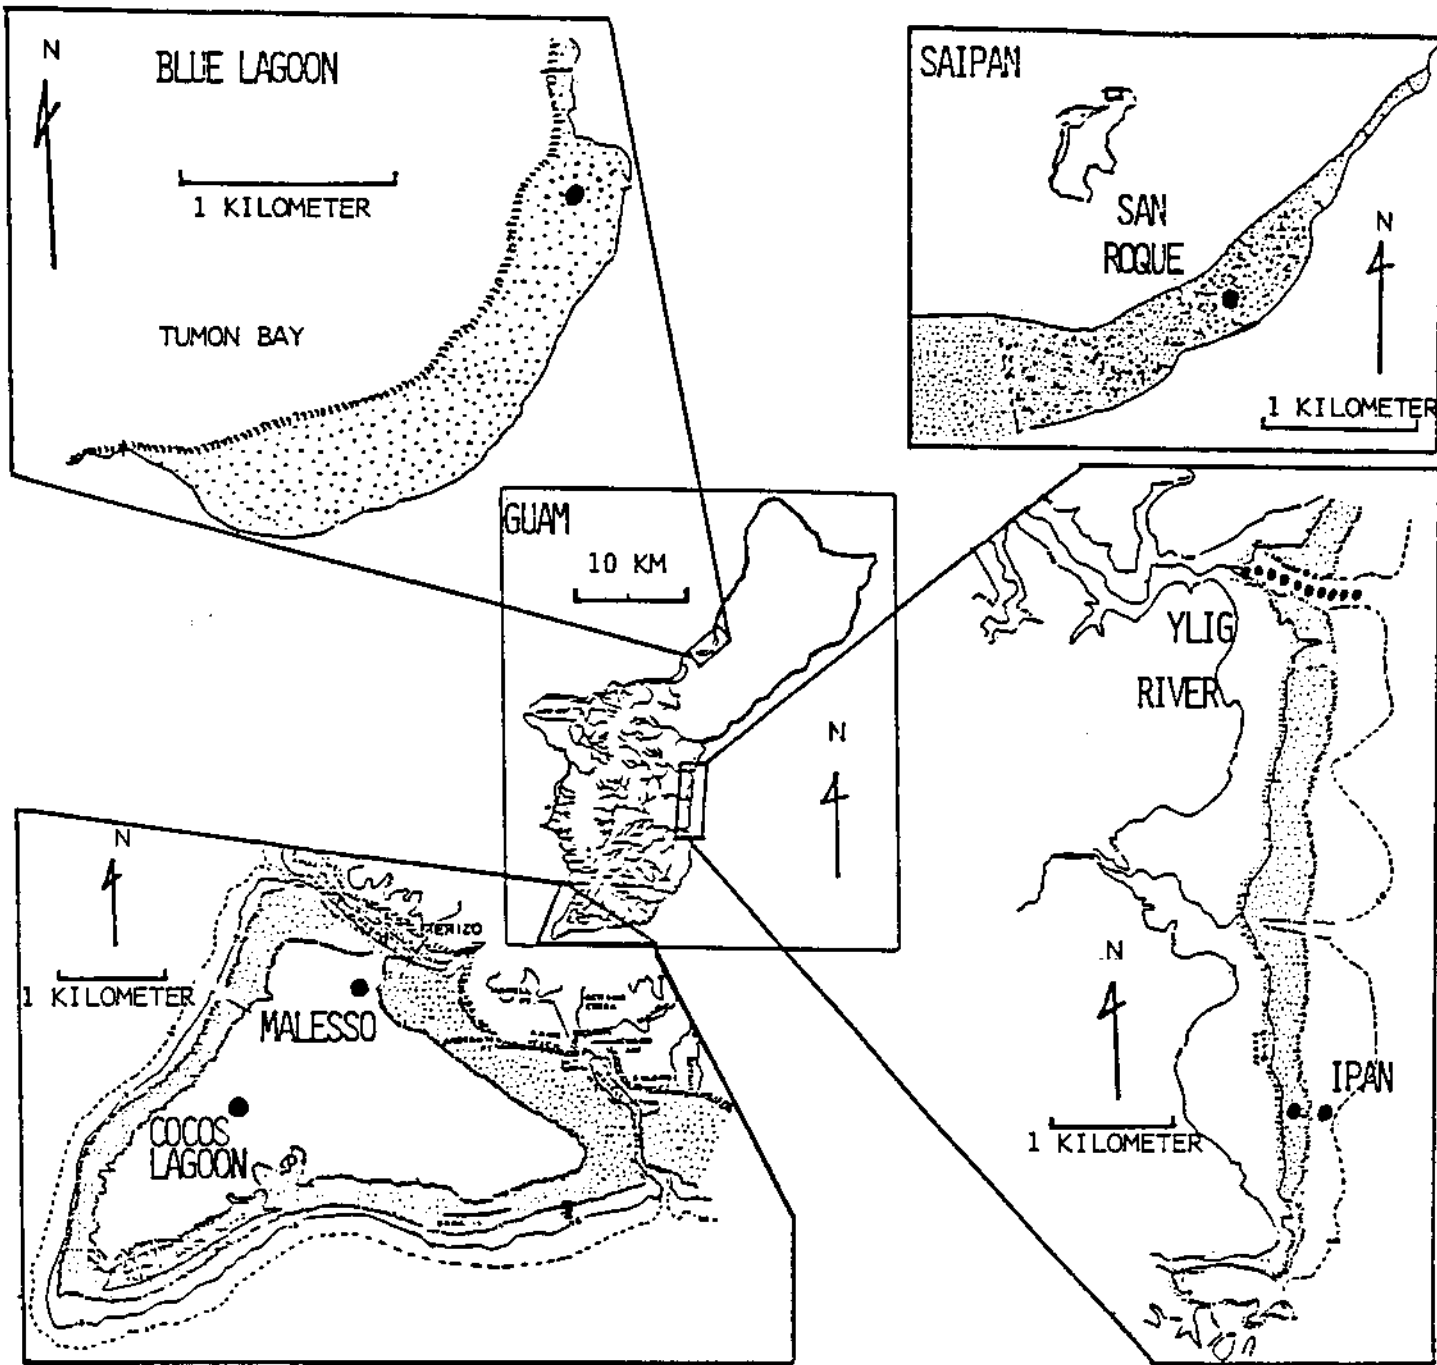 N
BLUE LAGOON
1 KILOMETER
TUMON BAY
SAIPAN
SAN
ROQUE
N
1 KILOMETER
GUAM
10 KM
N
YLIG
RIVER
N
1 KILOMETER
IPAN
N
1 KILOMETER
MERIZO
MALESSO
COCOS
LAGOON